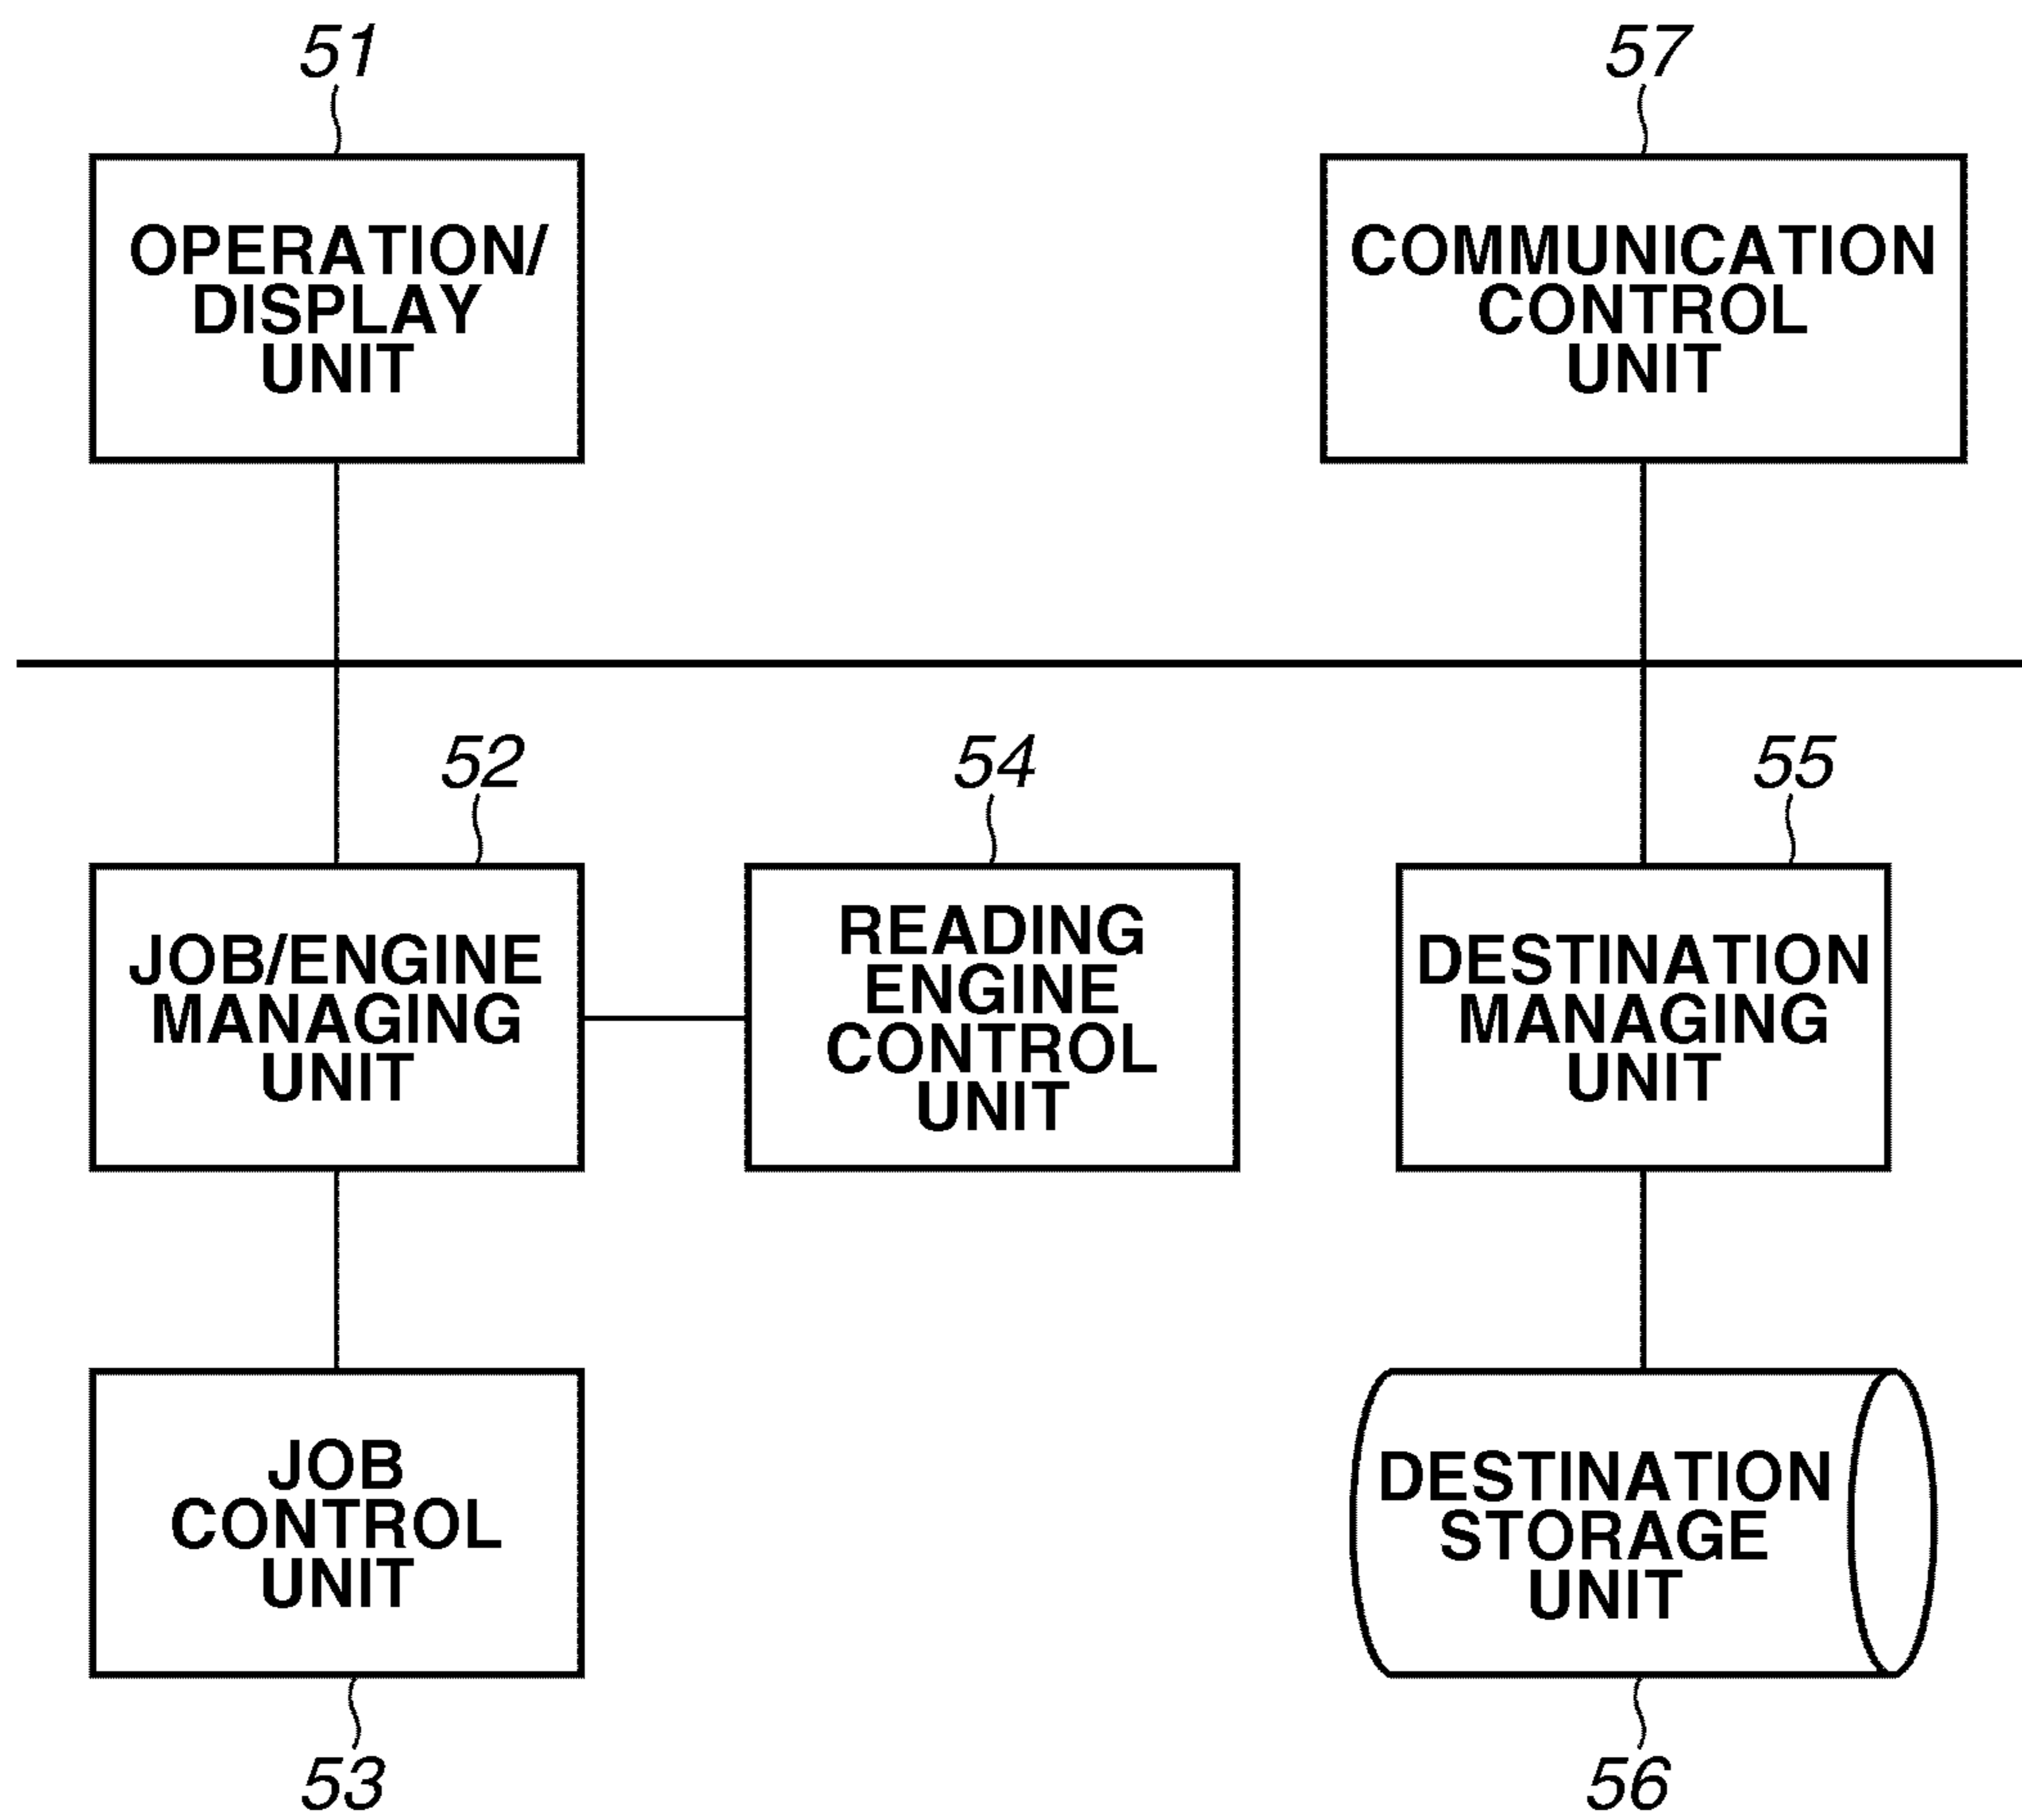 51
OPERATION/
DISPLAY
UNIT
57
COMMUNICATION
CONTROL
UNIT
52
JOB/ENGINE
MANAGING
UNIT
54
READING
ENGINE
CONTROL
UNIT
55
DESTINATION
MANAGING
UNIT
JOB
CONTROL
UNIT
53
DESTINATION
STORAGE
UNIT
56